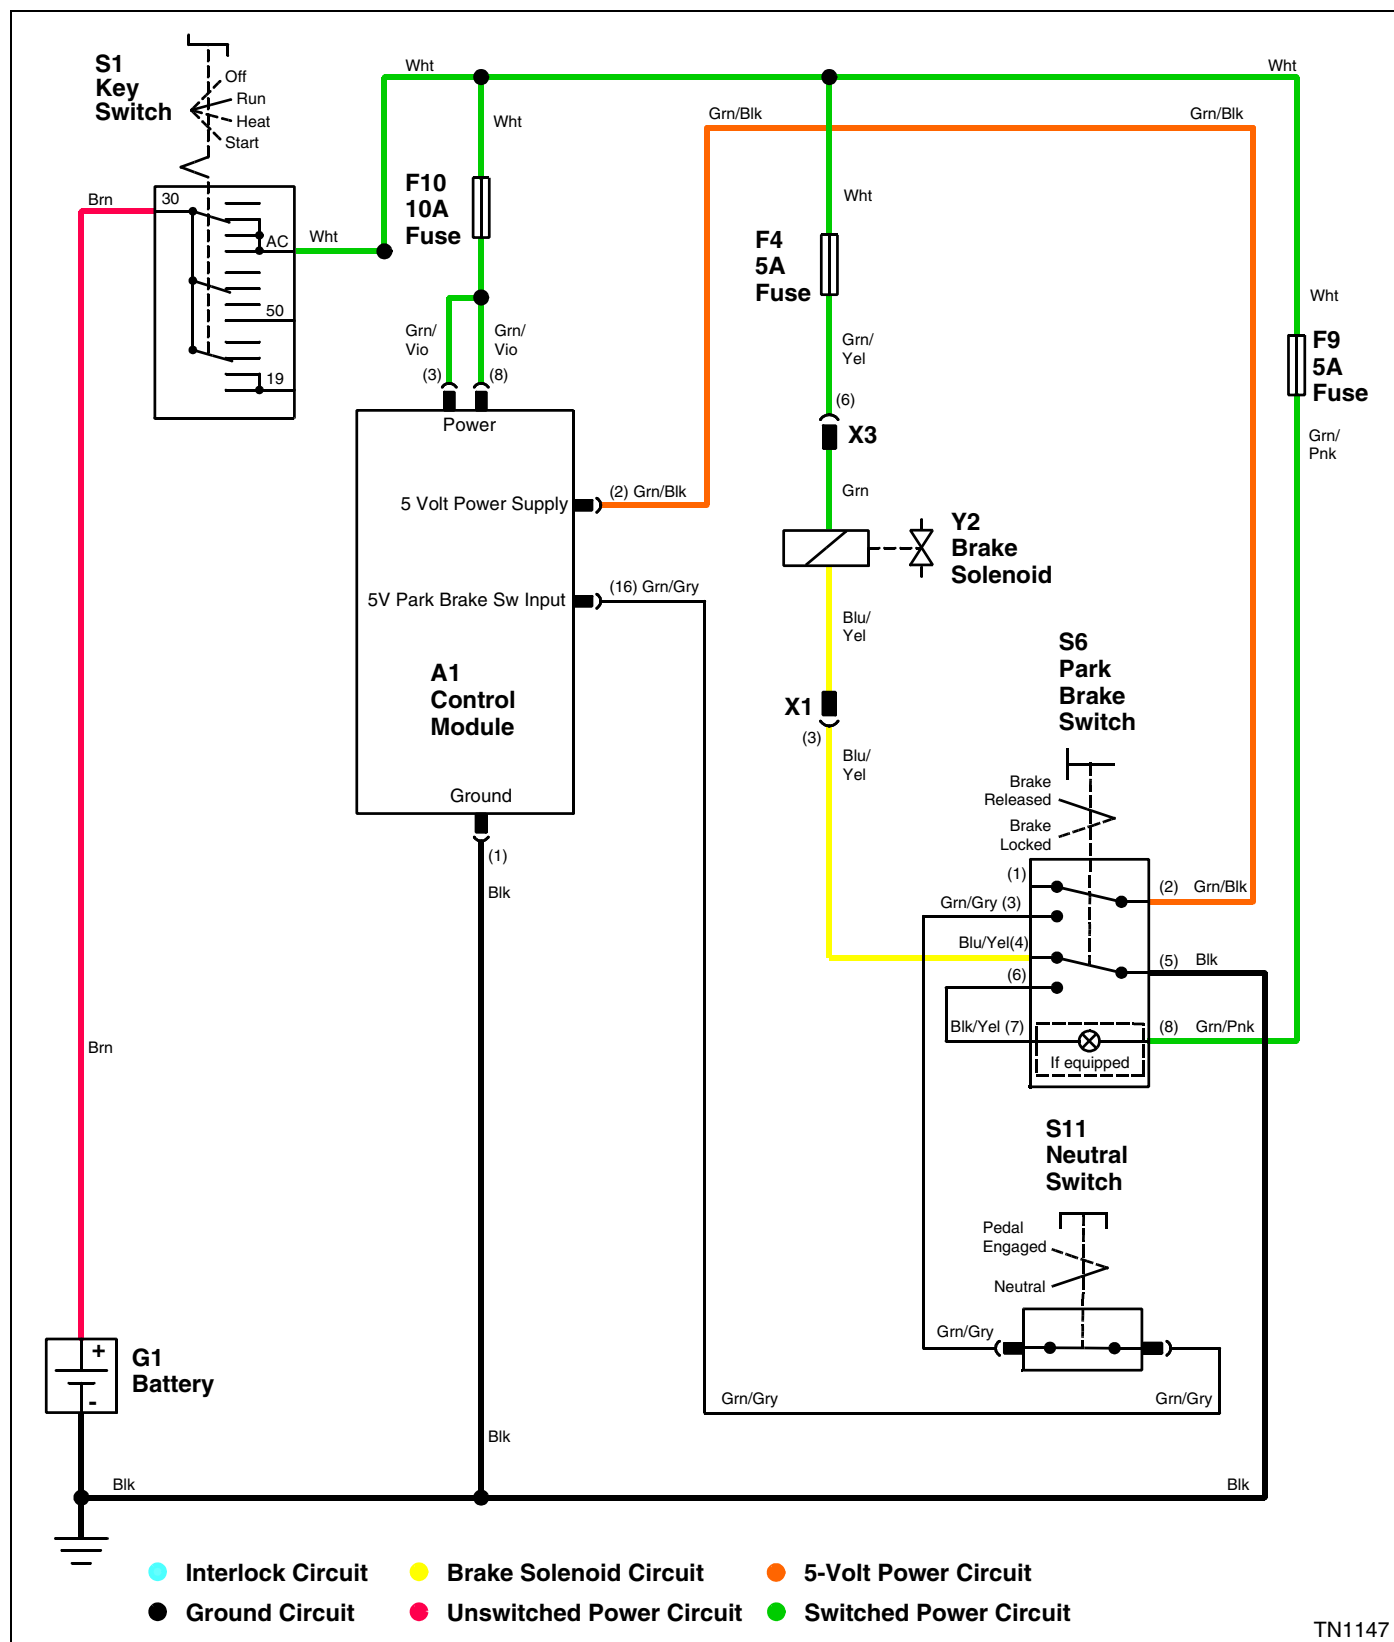 S1
Key
Switch
Off
Run
Heat
Start
Wht
Wht
Grn/Blk
Grn/Blk
Wht
F10
10A
Fuse
Brn
30
AC
50
19
Wht
Wht
F4
5A
Fuse
Wht
F9
5A
Fuse
Grn/
Vio
Grn/
Vio
(3)
(8)
Grn/
Yel
(6)
X3
Grn/
Pnk
Power
5 Volt Power Supply
(2) Grn/Blk
Grn
Y2
Brake
Solenoid
5V Park Brake Sw Input
(16) Grn/Gry
Blu/
Yel
A1
Control
Module
X1
(3)
Blu/
Yel
S6
Park
Brake
Switch
Ground
(1)
Blk
Brake
Released
Brake
Locked
(1)
(2) Grn/Blk
Grn/Gry (3)
Blu/Yel(4)
(5) Blk
(6)
Blk/Yel (7)
(8) Grn/Pnk
If equipped
Brn
S11
Neutral
Switch
Pedal
Engaged
Neutral
Grn/Gry
+
-
G1
Battery
Grn/Gry
Grn/Gry
Blk
Blk
Blk
Interlock Circuit
Brake Solenoid Circuit
5-Volt Power Circuit
Ground Circuit
Unswitched Power Circuit
Switched Power Circuit
TN1147